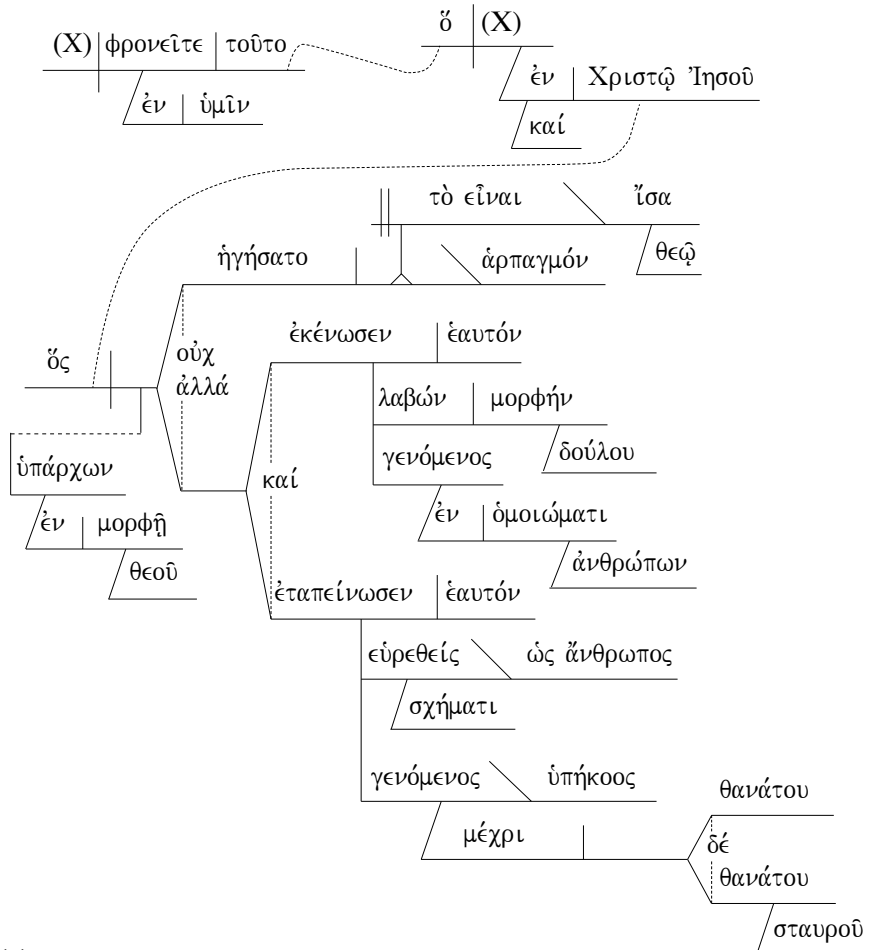 (X) φρονεῖτε τοῦτο
ὅ (X)
ἐν ὑμῖν
ἐν Χριστῷ Ἰησοῦ
καί
τὸ εἶναι ἴσα
θεῷ
ἡγήσατο ἁρπαγμόν
ὅς
οὐχ
ἀλλά
ἐκένωσεν ἑαυτόν
λαβών μορφήν
δούλου
ὑπάρχων
ἐν μορφῇ
θεοῦ
καί
γενόμενος
ἐν ὁμοιώματι
ἀνθρώπων
ἐταπείνωσεν ἑαυτόν
εὑρεθείς ὡς ἄνθρωπος
σχήματι
γενόμενος ὑπήκοος
μέχρι
θανάτου
δέ
θανάτου
σταυροῦ